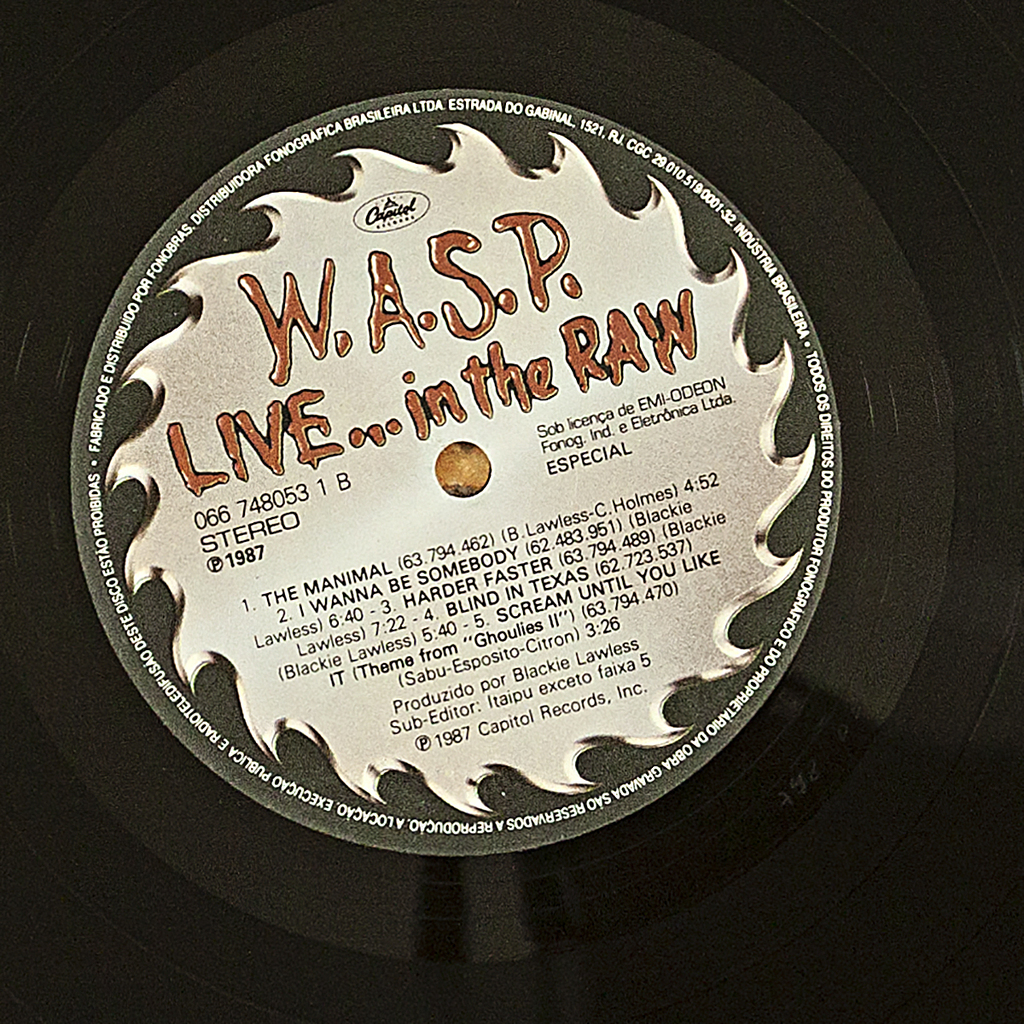 FABRICADO E DISTRIBUIDO POR FONOBRAS, DISTRIBUIDORA FONOGRÁFICA BRASILEIRA LTDA. ESTRADA DO GABINAL, 1521, RJ. CGC 29.010.519/0001-32. INDÚSTRIA BRASILEIRA • TODOS OS DIREITOS DO PRODUTOR FONOGRÁFICO E DO PROPRIETÁRIO DA OBRA GRAVADA SÃO RESERVADOS A REPRODUÇÃO, A LOCAÇÃO, EXECUÇÃO PUBLICA E RADIOTELEDIFUSÃO DESTE DISCO ESTÃO PROIBIDAS •
Capitol
RECORDS
W.A.S.P.
LIVE...in the RAW
Sob licença de EMI-ODEON
Fonog. Ind. e Eletrônica Ltda.
ESPECIAL
066 748053 1 B
STEREO
℗1987
1. THE MANIMAL (63.794.462) (B.Lawless-C.Holmes) 4:52
2. I WANNA BE SOMEBODY (62.483.951) (Blackie
Lawless) 6:40 - 3. HARDER FASTER (63.794.489) (Blackie
Lawless) 7:22 - 4. BLIND IN TEXAS (62.723.537)
(Blackie Lawless) 5:40 - 5. SCREAM UNTIL YOU LIKE
IT (Theme from "Ghoulies II") (63.794.470)
(Sabu-Esposito-Citron) 3:26
Produzido por Blackie Lawless
Sub-Editor: Itaipu exceto faixa 5
℗ 1987 Capitol Records, Inc.